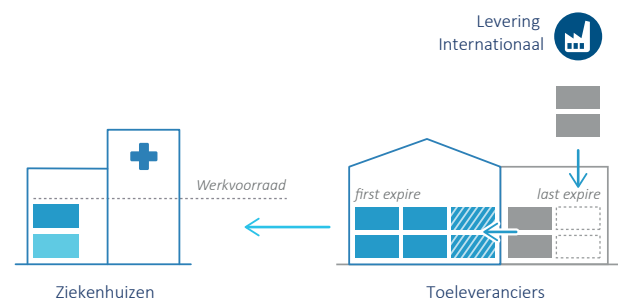 Levering
Internationaal
Werkvoorraad
first expire
last expire
Ziekenhuizen
Toeleveranciers